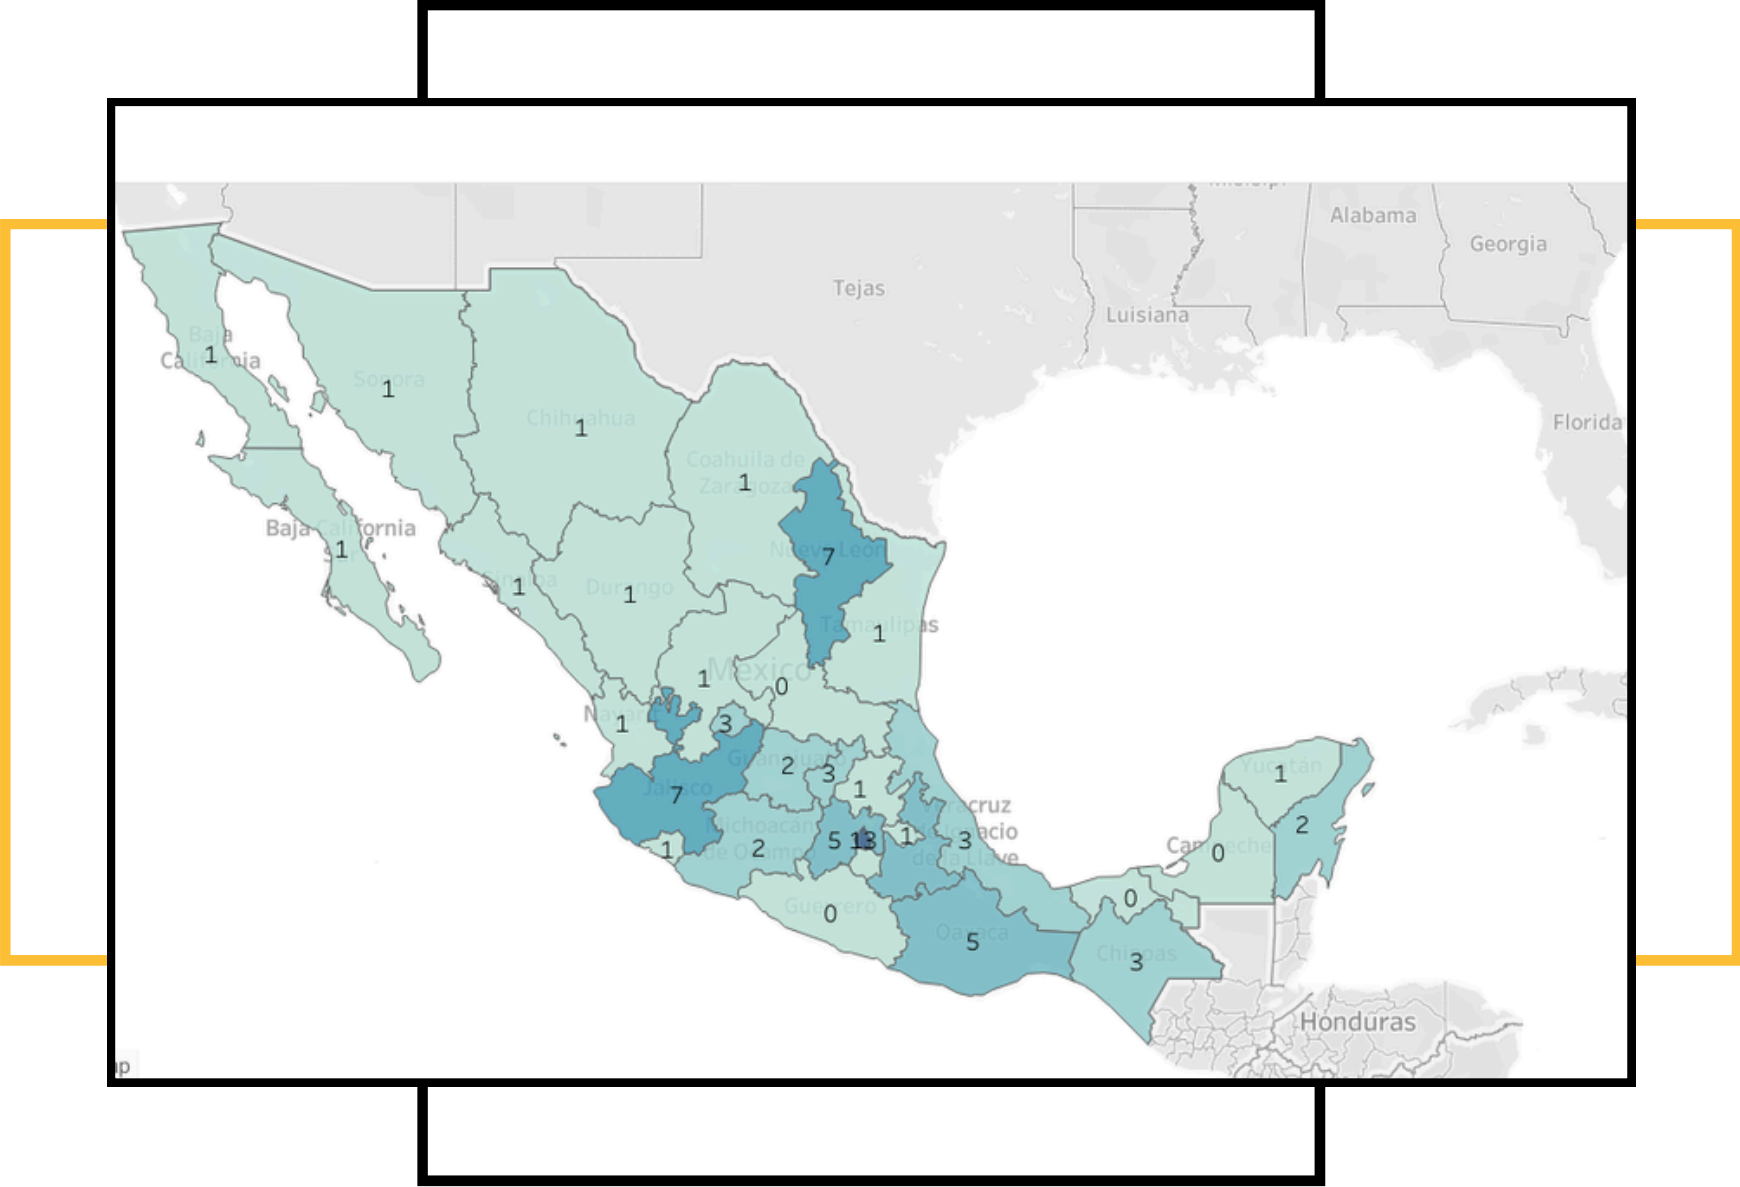 Alabama
Georgia
Tejas
Luisiana
Baja
California
1
Sonora
1
Chihuahua
1
Florida
Coahuila de
Zaragoza
1
Baja California
Sur
1
Nuevo León
7
Sinaloa
1
Durango
1
Tamaulipas
1
México
1
0
Nayarit
1
3
Guanajuato
2
3
Jalisco
7
1
Yucatán
1
Veracruz
de Ignacio
de la Llave
3
Michoacán
de Ocampo
2
5
13
1
1
2
Campeche
0
0
Guerrero
0
Oaxaca
5
Chiapas
3
Honduras
ap